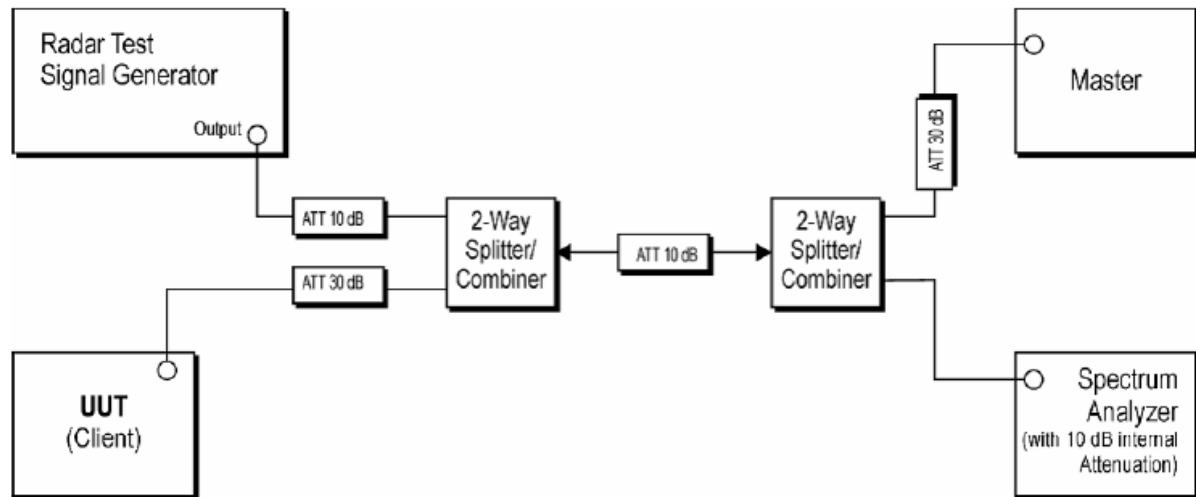 Radar Test
Signal Generator
Output
ATT 10 dB
ATT 30 dB
UUT
(Client)
2-Way
Splitter/
Combiner
ATT 10 dB
2-Way
Splitter/
Combiner
ATT 30 dB
Master
Spectrum
Analyzer
(with 10 dB internal
Attenuation)